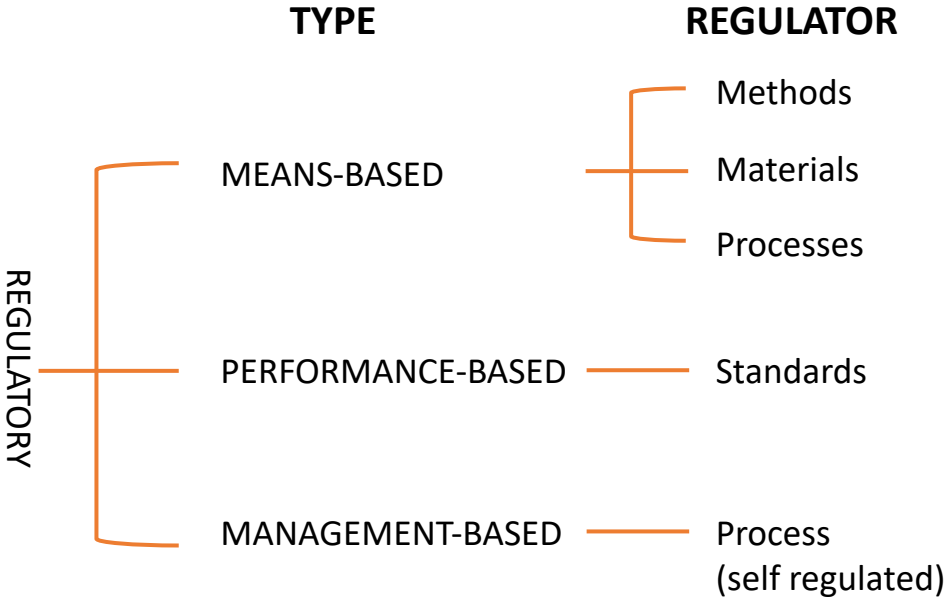 TYPE
REGULATOR
REGULATORY
MEANS-BASED
Methods
Materials
Processes
PERFORMANCE-BASED
Standards
MANAGEMENT-BASED
Process
(self regulated)